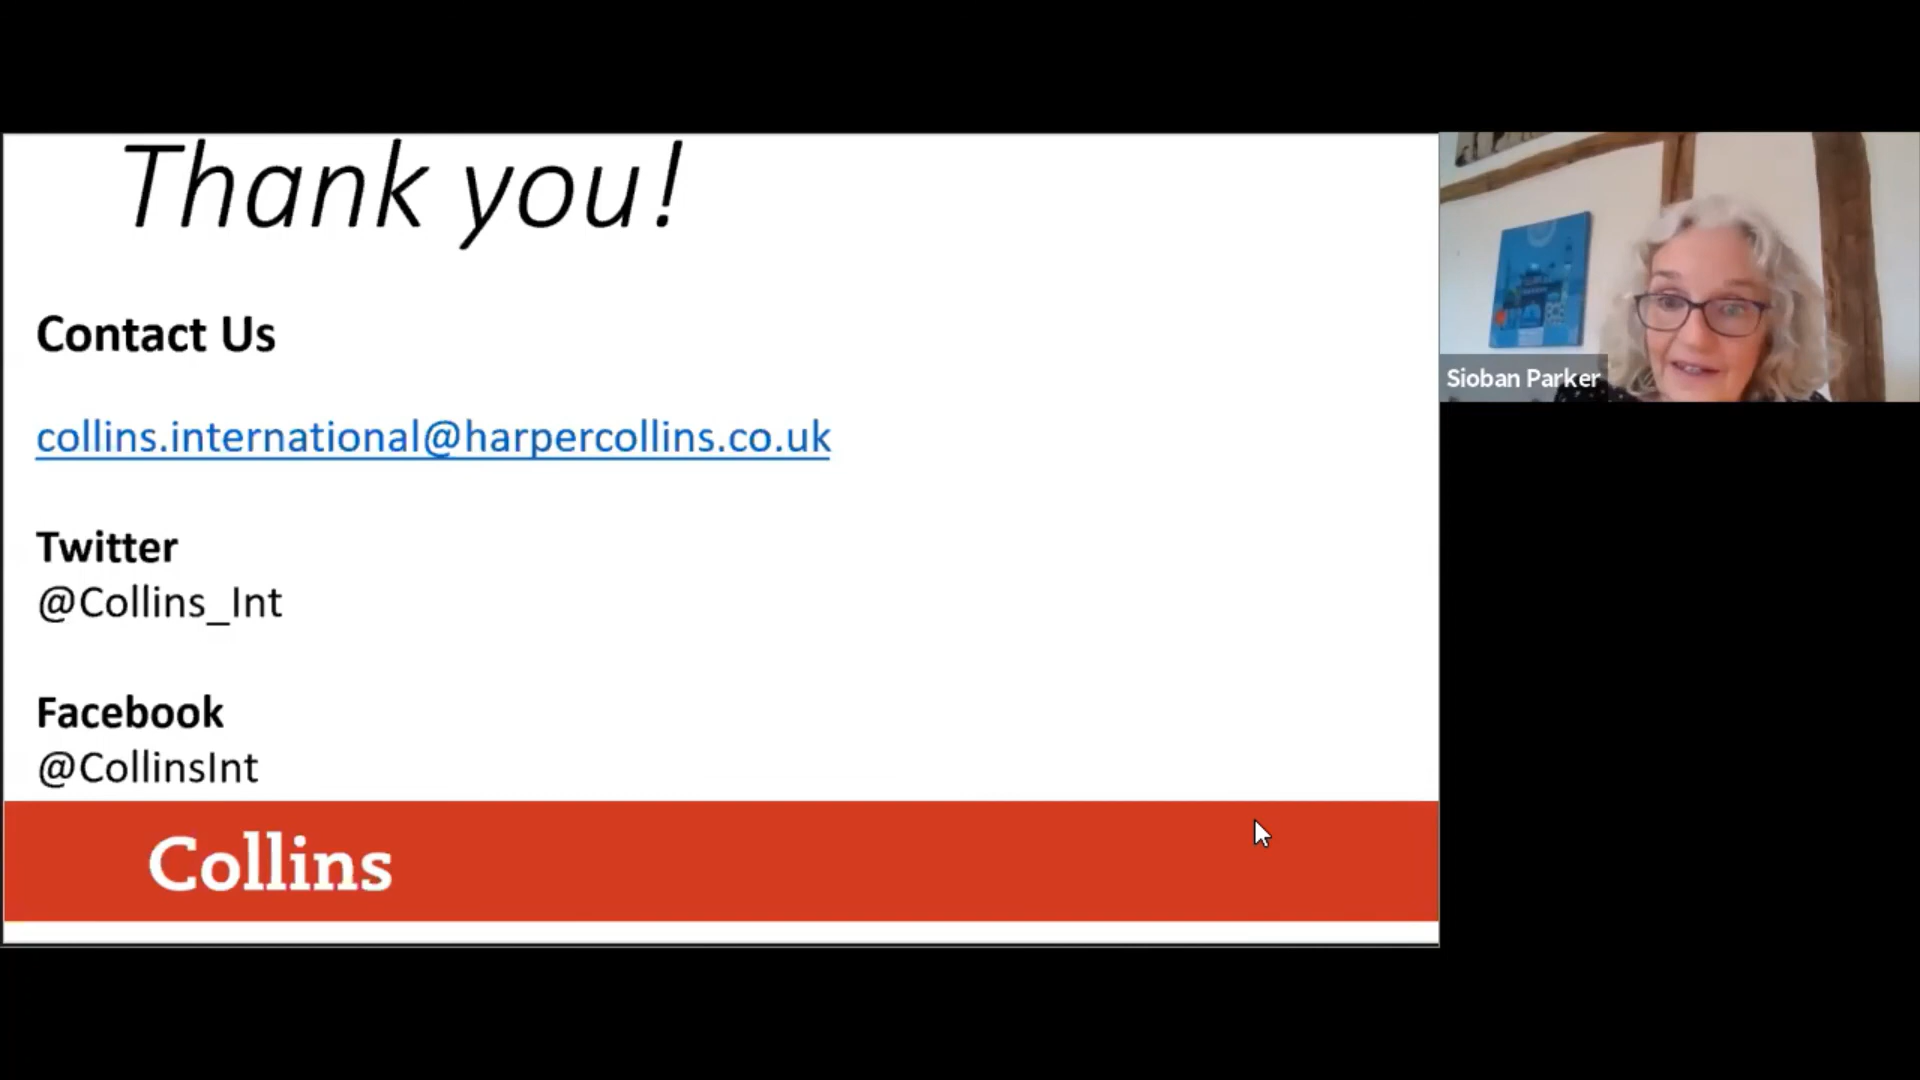 Thank you!
Contact Us
collins.international@harpercollins.co.uk
Twitter
@Collins_Int
Facebook
@CollinsInt
Collins
Sioban Parker